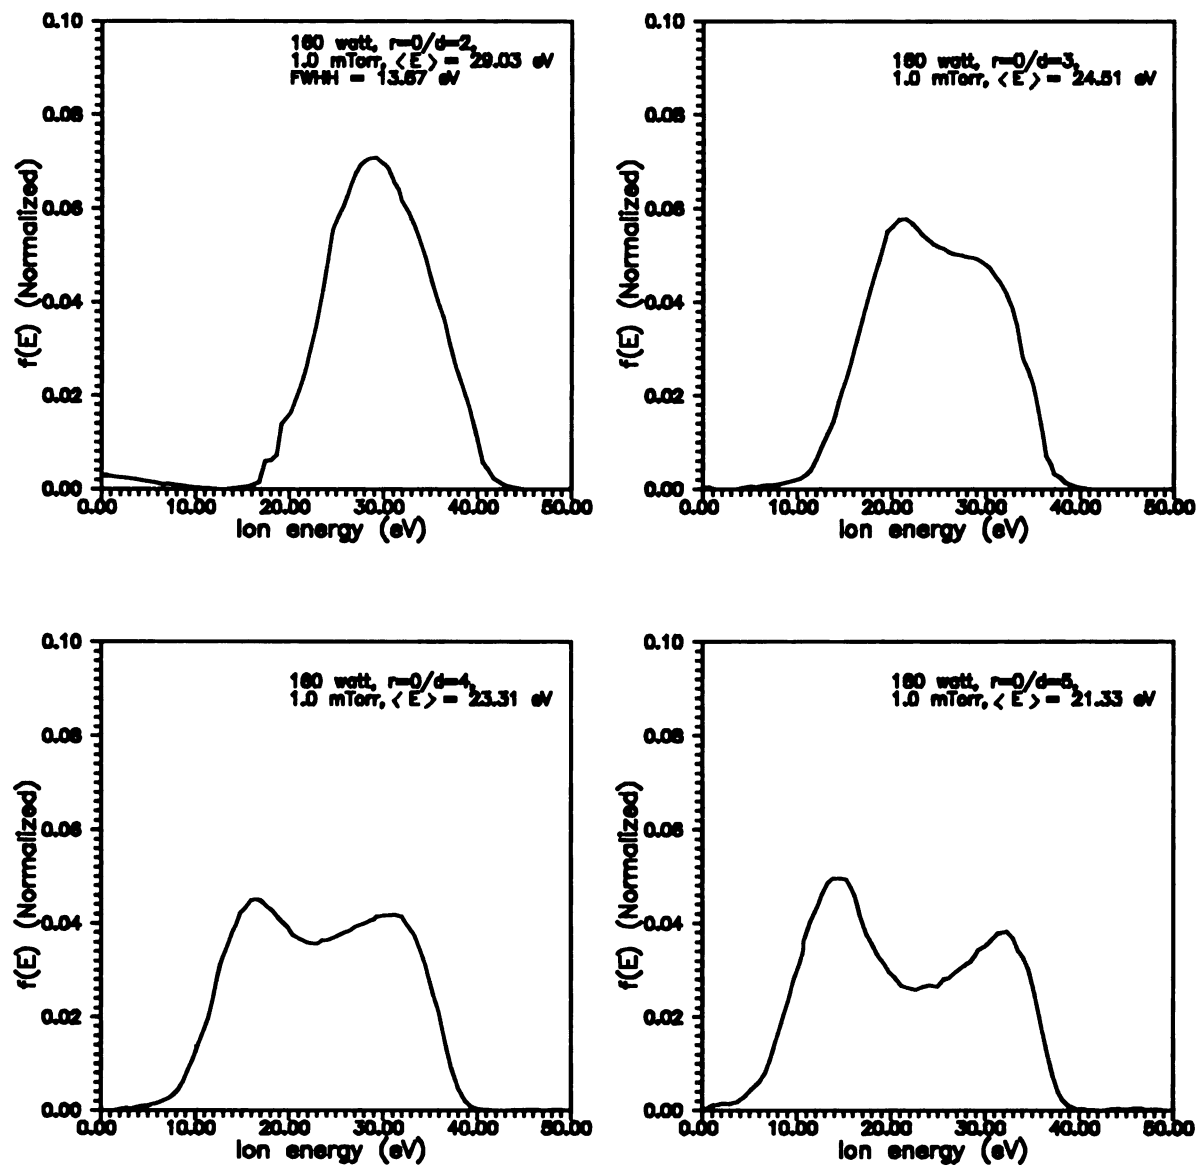 0.10
0.08
0.06
0.04
0.02
0.00
f(E) (Normalized)
160 watt, r=0/d=2,
1.0 mTorr, < E > = 29.03 eV
FWHH = 13.67 eV
0.00 10.00 20.00 30.00 40.00 50.00
Ion energy (eV)
0.10
0.08
0.06
0.04
0.02
0.00
f(E) (Normalized)
160 watt, r=0/d=3,
1.0 mTorr, < E > = 24.51 eV
0.00 10.00 20.00 30.00 40.00 50.00
Ion energy (eV)
0.10
0.08
0.06
0.04
0.02
0.00
f(E) (Normalized)
160 watt, r=0/d=4,
1.0 mTorr, < E > = 23.31 eV
0.00 10.00 20.00 30.00 40.00 50.00
Ion energy (eV)
0.10
0.08
0.06
0.04
0.02
0.00
f(E) (Normalized)
160 watt, r=0/d=5,
1.0 mTorr, < E > = 21.33 eV
0.00 10.00 20.00 30.00 40.00 50.00
Ion energy (eV)